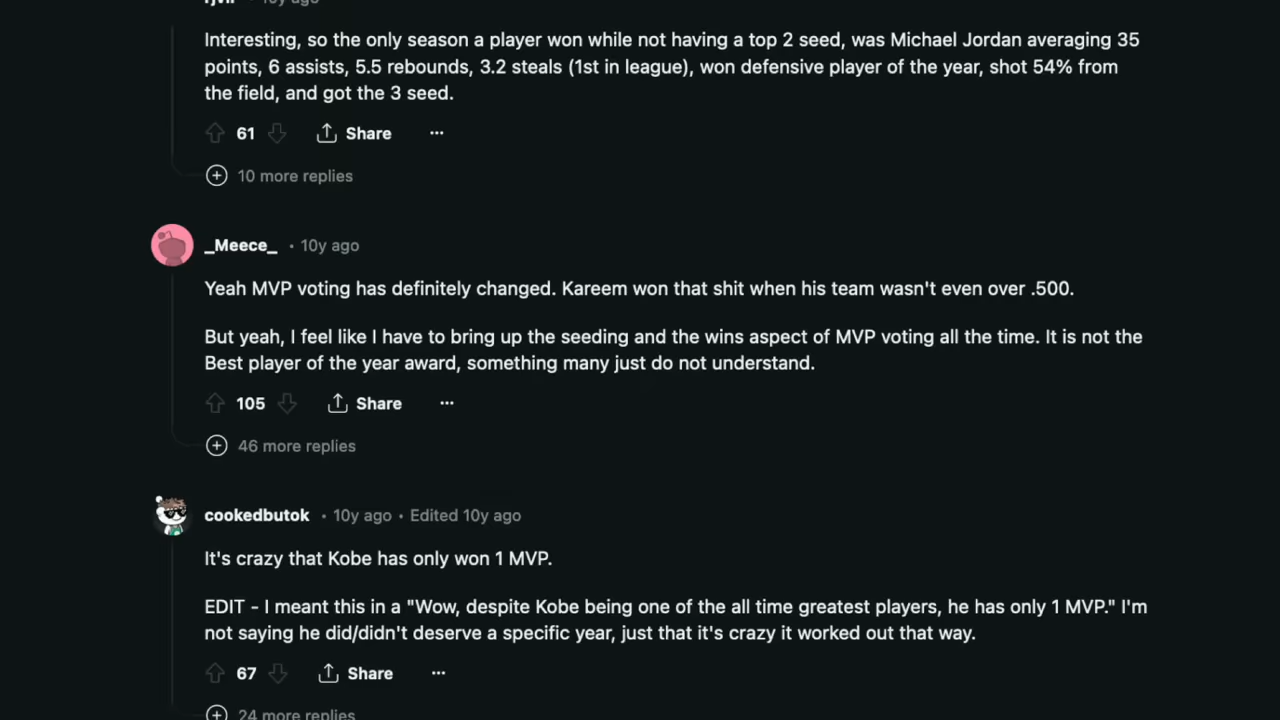 10y ago
Interesting, so the only season a player won while not having a top 2 seed, was Michael Jordan averaging 35
points, 6 assists, 5.5 rebounds, 3.2 steals (1st in league), won defensive player of the year, shot 54% from
the field, and got the 3 seed.
61 Share ...
10 more replies
_Meece_ • 10y ago
Yeah MVP voting has definitely changed. Kareem won that shit when his team wasn't even over .500.
But yeah, I feel like I have to bring up the seeding and the wins aspect of MVP voting all the time. It is not the
Best player of the year award, something many just do not understand.
105 Share ...
46 more replies
cookedbutok • 10y ago • Edited 10y ago
It's crazy that Kobe has only won 1 MVP.
EDIT - I meant this in a "Wow, despite Kobe being one of the all time greatest players, he has only 1 MVP." I'm
not saying he did/didn't deserve a specific year, just that it's crazy it worked out that way.
67 Share ...
24 more replies